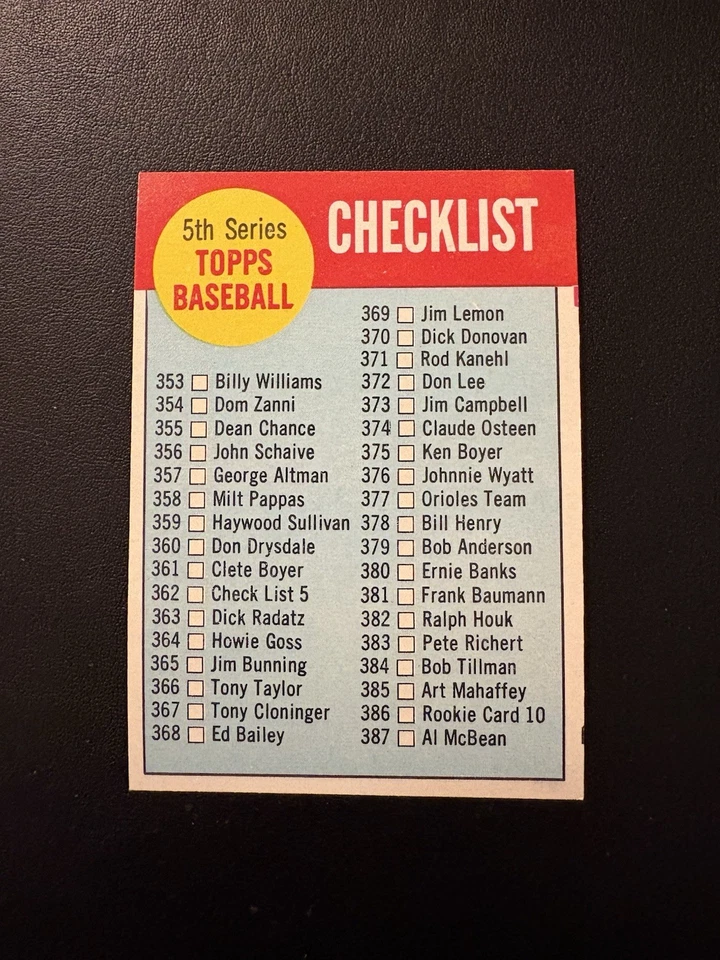 5th Series
TOPPS
BASEBALL
CHECKLIST
353 Billy Williams
354 Dom Zanni
355 Dean Chance
356 John Schaive
357 George Altman
358 Milt Pappas
359 Haywood Sullivan
360 Don Drysdale
361 Clete Boyer
362 Check List 5
363 Dick Radatz
364 Howie Goss
365 Jim Bunning
366 Tony Taylor
367 Tony Cloninger
368 Ed Bailey
369 Jim Lemon
370 Dick Donovan
371 Rod Kanehl
372 Don Lee
373 Jim Campbell
374 Claude Osteen
375 Ken Boyer
376 Johnnie Wyatt
377 Orioles Team
378 Bill Henry
379 Bob Anderson
380 Ernie Banks
381 Frank Baumann
382 Ralph Houk
383 Pete Richert
384 Bob Tillman
385 Art Mahaffey
386 Rookie Card 10
387 Al McBean